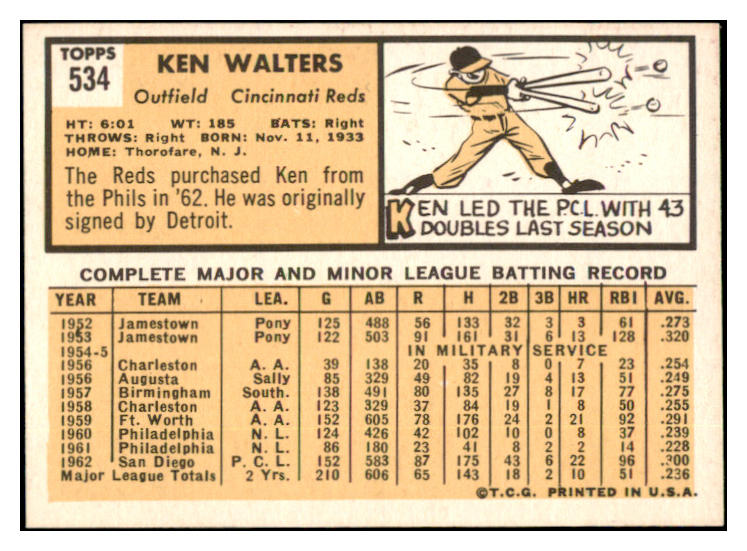 TOPPS
534
KEN WALTERS
Outfield Cincinnati Reds
HT: 6:01 WT: 185 BATS: Right
THROWS: Right BORN: Nov. 11, 1933
HOME: Thorofare, N. J.
The Reds purchased Ken from
the Phils in '62. He was originally
signed by Detroit.
KEN LED THE P.C.L. WITH 43
DOUBLES LAST SEASON
COMPLETE MAJOR AND MINOR LEAGUE BATTING RECORD
YEAR TEAM LEA. G AB R H 2B 3B HR RBI AVG.
1952 Jamestown Pony 125 488 56 133 32 3 3 61 .273
1953 Jamestown Pony 122 503 91 161 31 6 13 128 .320
1954-5 IN MILITARY SERVICE
1956 Charleston A. A. 39 138 20 35 8 0 7 23 .254
1956 Augusta Sally 85 329 49 82 19 4 13 51 .249
1957 Birmingham South. 138 491 80 135 27 8 17 77 .275
1958 Charleston A. A. 123 329 37 84 19 1 8 50 .255
1959 Ft. Worth A. A. 152 605 78 176 24 2 21 92 .291
1960 Philadelphia N. L. 124 426 42 102 10 0 8 37 .239
1961 Philadelphia N. L. 86 180 23 41 8 2 2 14 .228
1962 San Diego P. C. L. 152 583 87 175 43 6 22 96 .300
Major League Totals 2 Yrs. 210 606 65 143 18 2 10 51 .236
©T.C.G. PRINTED IN U.S.A.